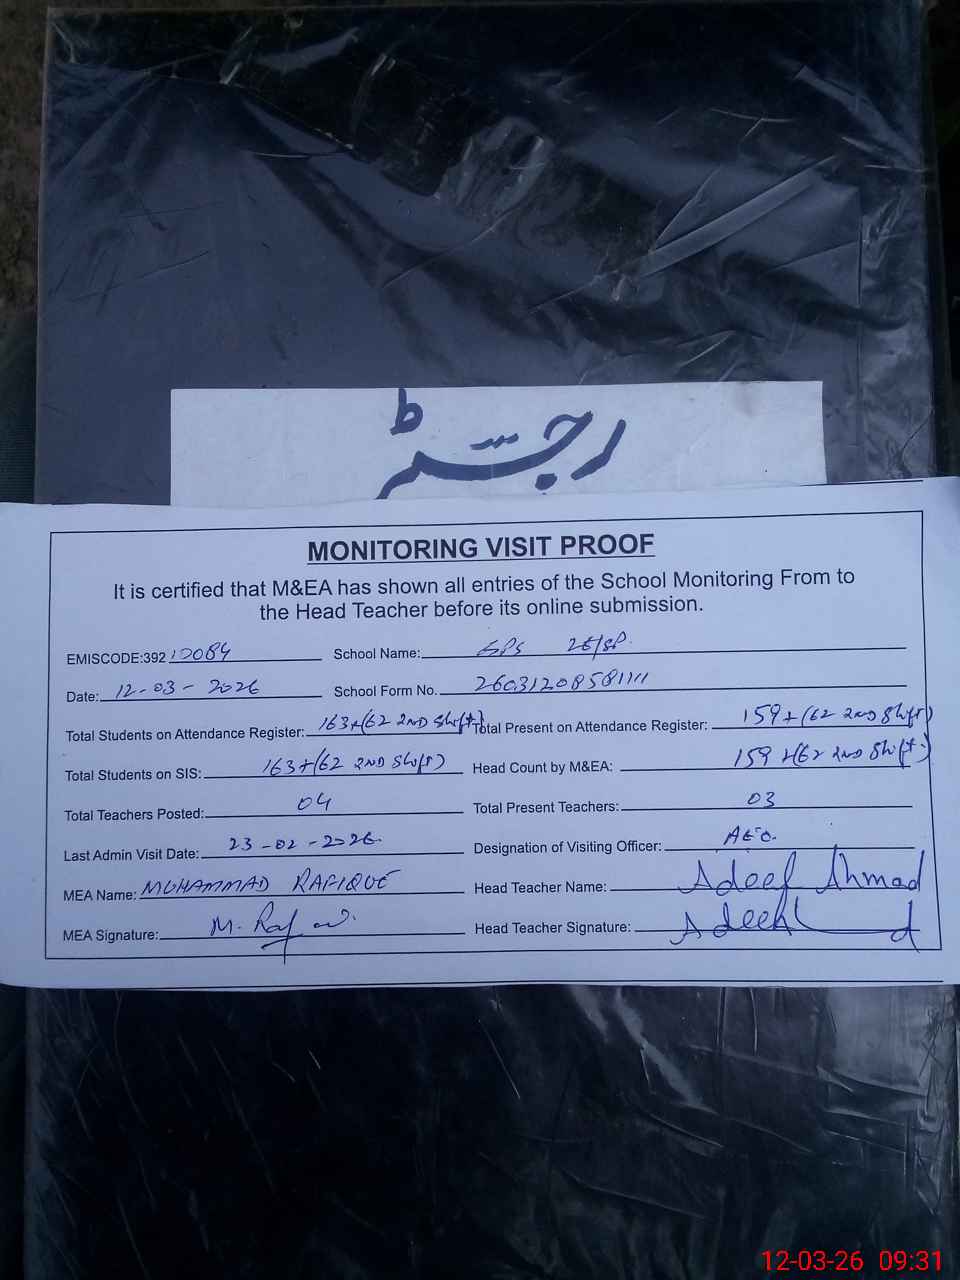 رجسٹر
MONITORING VISIT PROOF
It is certified that M&EA has shown all entries of the School Monitoring From to
the Head Teacher before its online submission.
EMISCODE:392 10084 School Name: GPS
Date: 12-03-2026 School Form No. 26031208581111
Total Students on Attendance Register: 163+(62 2ND Shift) Total Present on Attendance Register: 159+(62 2ND Shift)
Total Students on SIS: 163+(62 2ND Shift) Head Count by M&EA: 159+(62 2ND Shift)
Total Teachers Posted: 04 Total Present Teachers: 03
Last Admin Visit Date: 23-02-2026. Designation of Visiting Officer: AEO.
MEA Name: MUHAMMAD RAFIQUE Head Teacher Name: Adeef Ahmad
MEA Signature: Head Teacher Signature:
12-03-26 09:31